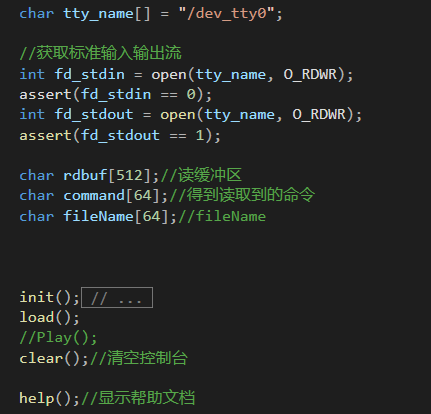 char tty_name[] = "/dev_tty0";
//获取标准输入输出流
int fd_stdin = open(tty_name, O_RDWR);
assert(fd_stdin == 0);
int fd_stdout = open(tty_name, O_RDWR);
assert(fd_stdout == 1);
char rdbuf[512];//读缓冲区
char command[64];//得到读取到的命令
char fileName[64];//fileName
init(); // ...
load();
//Play();
clear();//清空控制台
help();//显示帮助文档